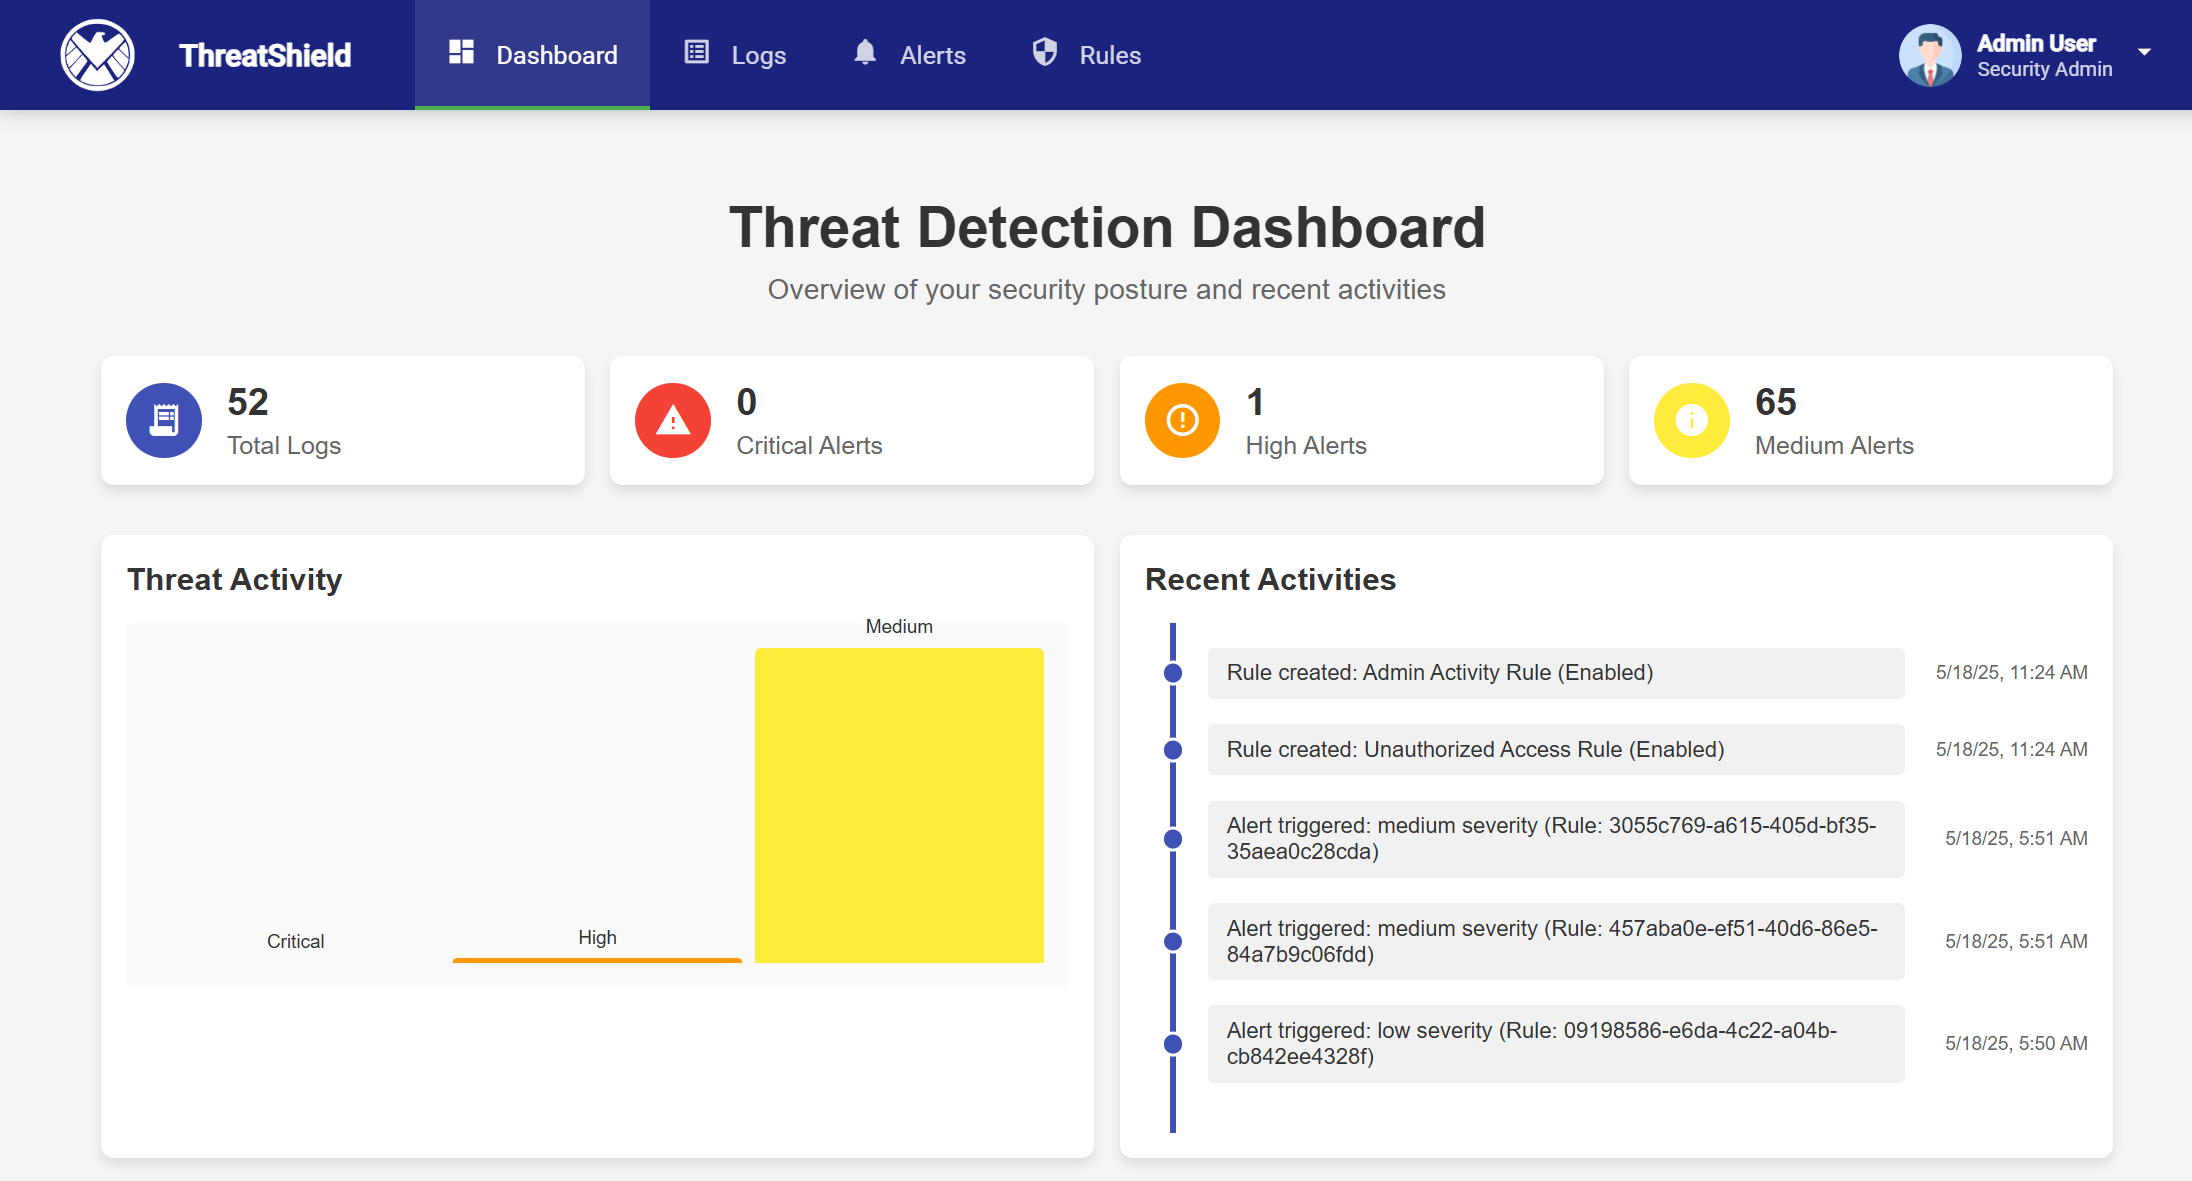 ThreatShield
Dashboard
Logs
Alerts
Rules
Admin User
Security Admin
Threat Detection Dashboard
Overview of your security posture and recent activities
52
Total Logs
0
Critical Alerts
1
High Alerts
65
Medium Alerts
Threat Activity
Medium
High
Critical
Recent Activities
Rule created: Admin Activity Rule (Enabled)
5/18/25, 11:24 AM
Rule created: Unauthorized Access Rule (Enabled)
5/18/25, 11:24 AM
Alert triggered: medium severity (Rule: 3055c769-a615-405d-bf35-
35aea0c28cda)
5/18/25, 5:51 AM
Alert triggered: medium severity (Rule: 457aba0e-ef51-40d6-86e5-
84a7b9c06fdd)
5/18/25, 5:51 AM
Alert triggered: low severity (Rule: 09198586-e6da-4c22-a04b-
cb842ee4328f)
5/18/25, 5:50 AM